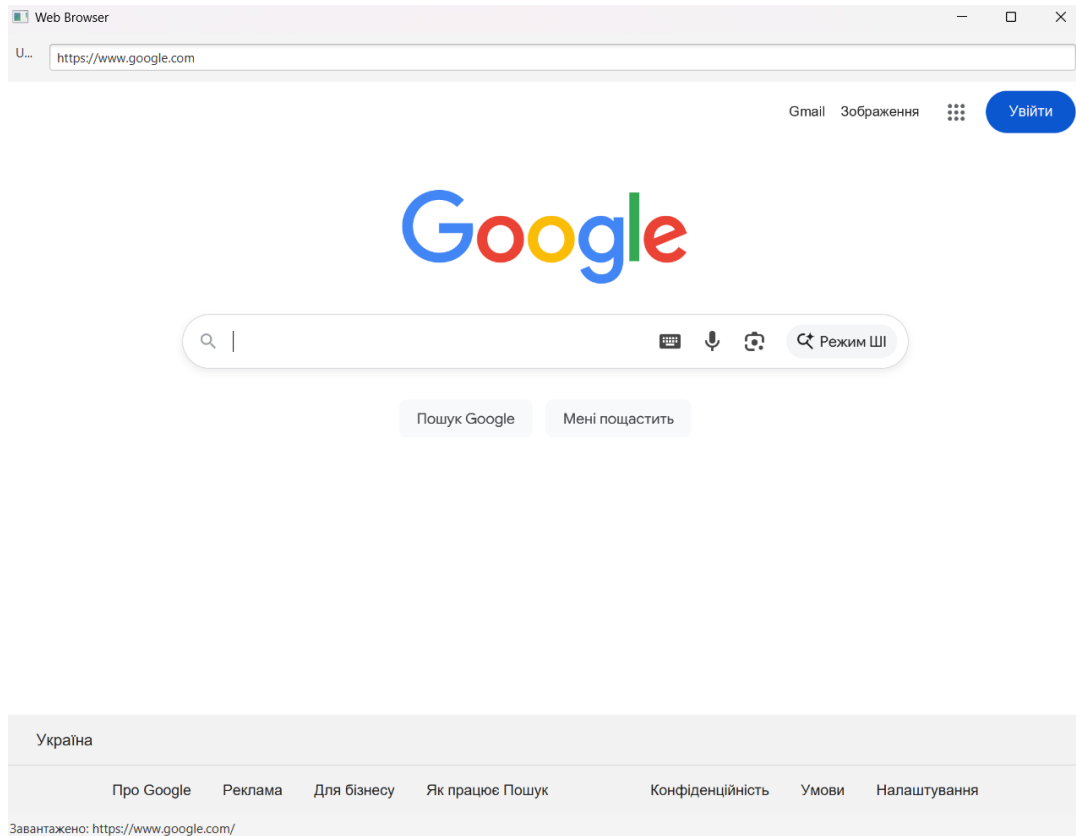 Web Browser
U...
https://www.google.com
Gmail Зображення Увійти
Google
Режим ШІ
Пошук Google Мені пощастить
Україна
Про Google Реклама Для бізнесу Як працює Пошук Конфіденційність Умови Налаштування
Завантажено: https://www.google.com/